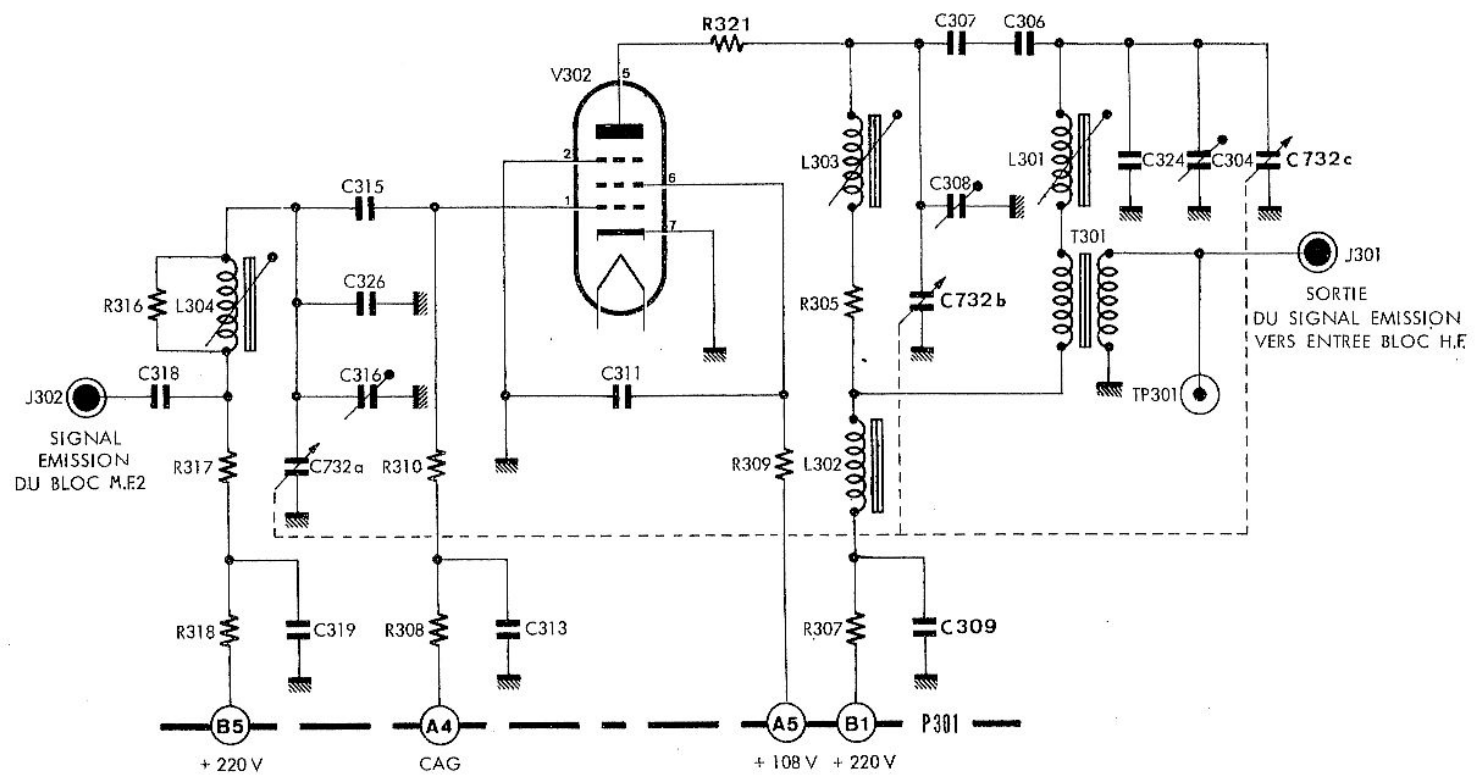 R321
C307
C306
V302
5
2
6
1
7
C315
L303
L301
C324
C304
C732c
C308
T301
J301
SORTIE
DU SIGNAL EMISSION
VERS ENTREE BLOC H.F.
R316
L304
C326
R305
C732b
C318
C316
C311
TP301
J302
SIGNAL
EMISSION
DU BLOC M.F.2
R317
C732a
R310
R309
L302
R318
C319
R308
C313
R307
C309
B5
A4
A5
B1
P301
+ 220 V
CAG
+ 108 V
+ 220 V